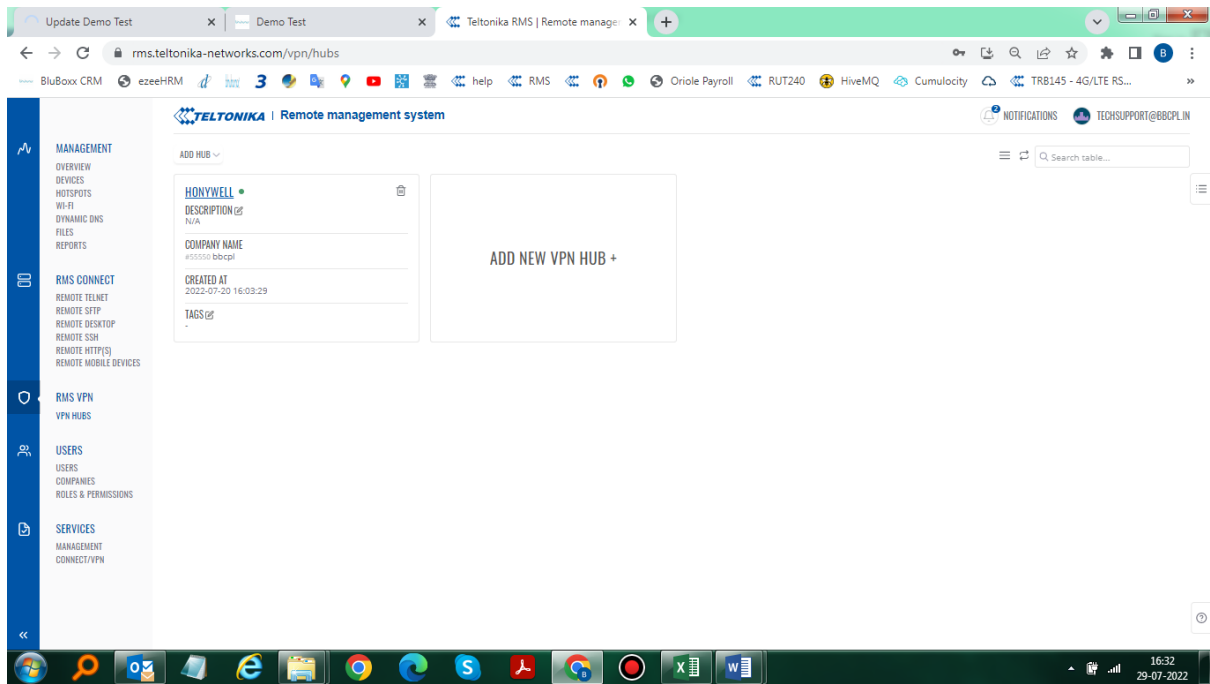 Update Demo Test
Demo Test
Teltonika RMS | Remote manager
rms.teltonika-networks.com/vpn/hubs
B
BluBoxx CRM ezeeHRM help RMS Oriole Payroll RUT240 HiveMQ Cumulocity TRB145 - 4G/LTE RS... »
TELTONIKA | Remote management system
2 NOTIFICATIONS TECHSUPPORT@BBCPL.IN
MANAGEMENT
OVERVIEW
DEVICES
HOTSPOTS
WI-FI
DYNAMIC DNS
FILES
REPORTS
RMS CONNECT
REMOTE TELNET
REMOTE SFTP
REMOTE DESKTOP
REMOTE SSH
REMOTE HTTP(S)
REMOTE MOBILE DEVICES
RMS VPN
VPN HUBS
USERS
USERS
COMPANIES
ROLES & PERMISSIONS
SERVICES
MANAGEMENT
CONNECT/VPN
ADD HUB
Search table...
HONYWELL
DESCRIPTION
N/A
COMPANY NAME
#55550 bbcpl
CREATED AT
2022-07-20 16:03:29
TAGS
-
ADD NEW VPN HUB +
16:32
29-07-2022